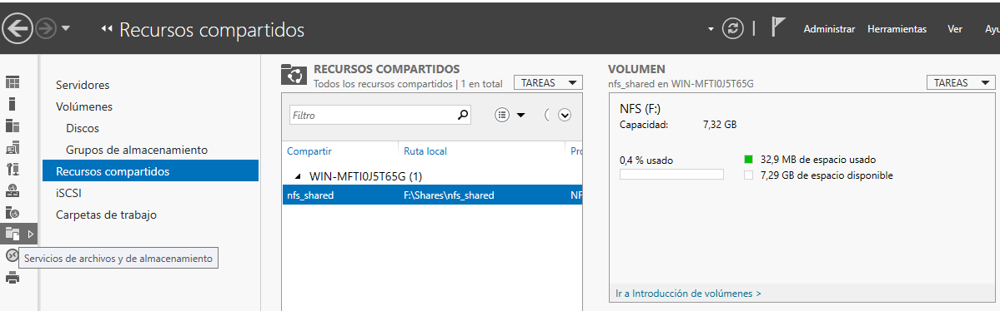 Recursos compartidos
Administrar Herramientas Ver Ayu
Servidores
Volúmenes
Discos
Grupos de almacenamiento
Recursos compartidos
iSCSI
Carpetas de trabajo
Servicios de archivos y de almacenamiento
RECURSOS COMPARTIDOS
Todos los recursos compartidos | 1 en total
TAREAS
Filtro
Compartir Ruta local Pro
WIN-MFTI0J5T65G (1)
nfs_shared F:\Shares\nfs_shared NF
VOLUMEN
nfs_shared en WIN-MFTI0J5T65G
TAREAS
NFS (F:)
Capacidad: 7,32 GB
0,4 % usado
32,9 MB de espacio usado
7,29 GB de espacio disponible
Ir a Introducción de volúmenes >